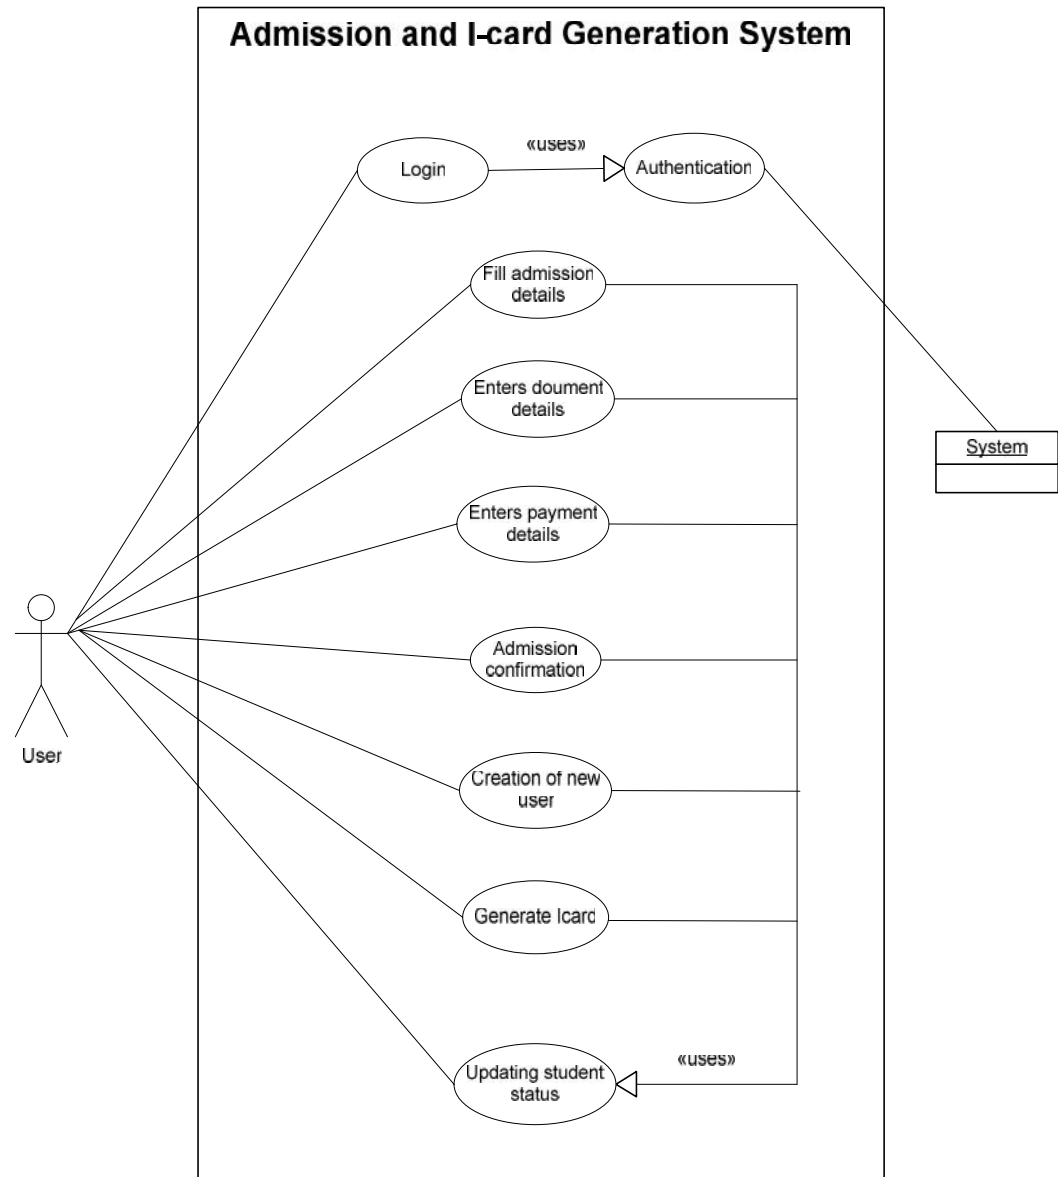 Admission and I-card Generation System
«uses»
Login
Authentication
Fill admission
details
Enters doument
details
System
Enters payment
details
Admission
confirmation
User
Creation of new
user
Generate Icard
«uses»
Updating student
status